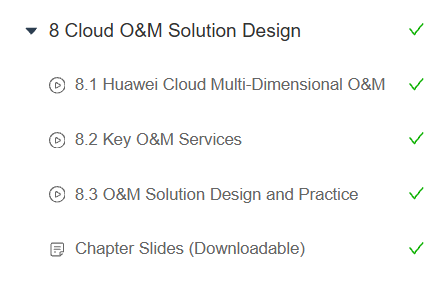 8 Cloud O&M Solution Design
8.1 Huawei Cloud Multi-Dimensional O&M
8.2 Key O&M Services
8.3 O&M Solution Design and Practice
Chapter Slides (Downloadable)